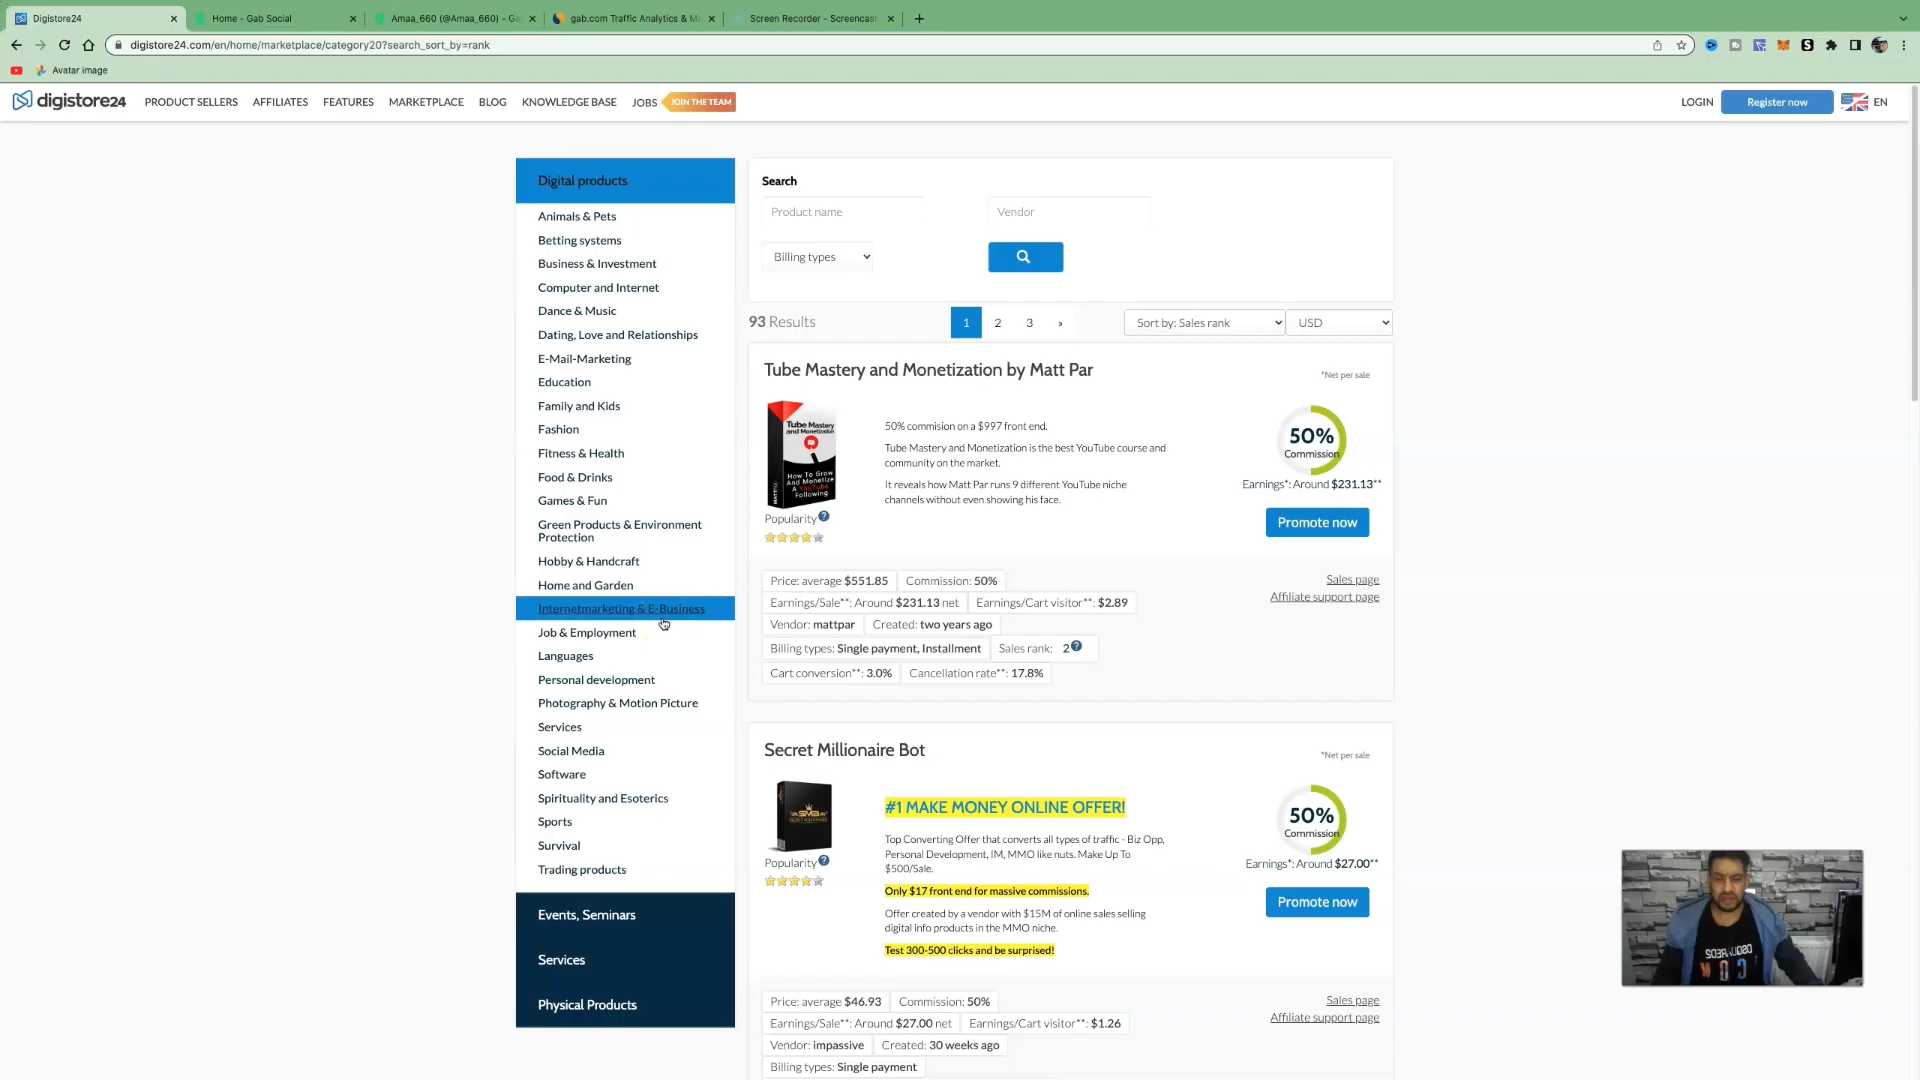 Digistore24
Home - Gab Social
Amaa_660 (@Amaa_660) - Ga
gab.com Traffic Analytics & Ma
Screen Recorder - Screencast
digistore24.com/en/home/marketplace/category20?search_sort_by=rank
Avatar image
digistore24
PRODUCT SELLERS
AFFILIATES
FEATURES
MARKETPLACE
BLOG
KNOWLEDGE BASE
JOBS
JOIN THE TEAM
LOGIN
Register now
EN
Digital products
Animals & Pets
Betting systems
Business & Investment
Computer and Internet
Dance & Music
Dating, Love and Relationships
E-Mail-Marketing
Education
Family and Kids
Fashion
Fitness & Health
Food & Drinks
Games & Fun
Green Products & Environment
Protection
Hobby & Handcraft
Home and Garden
Internetmarketing & E-Business
Job & Employment
Languages
Personal development
Photography & Motion Picture
Services
Social Media
Software
Spirituality and Esoterics
Sports
Survival
Trading products
Events, Seminars
Services
Physical Products
Search
Product name
Vendor
Billing types
93 Results
1
2
3
»
Sort by: Sales rank
USD
Tube Mastery and Monetization by Matt Par
*Net per sale
Tube Mastery
and Monetization
How To Grow
And Monetize
A YouTube
Following
50% commision on a $997 front end.
Tube Mastery and Monetization is the best YouTube course and
community on the market.
It reveals how Matt Par runs 9 different YouTube niche
channels without even showing his face.
50%
Commission
Earnings*: Around $231.13**
Popularity
Promote now
Price: average $551.85
Commission: 50%
Earnings/Sale**: Around $231.13 net
Earnings/Cart visitor**: $2.89
Vendor: mattpar
Created: two years ago
Billing types: Single payment, Installment
Sales rank: 2
Cart conversion**: 3.0%
Cancellation rate**: 17.8%
Sales page
Affiliate support page
Secret Millionaire Bot
*Net per sale
SMB
#1 MAKE MONEY ONLINE OFFER!
Top Converting Offer that converts all types of traffic - Biz Opp,
Personal Development, IM, MMO like nuts. Make Up To
$500/Sale.
Only $17 front end for massive commissions.
Offer created by a vendor with $15M of online sales selling
digital info products in the MMO niche.
Test 300-500 clicks and be surprised!
50%
Commission
Earnings*: Around $27.00**
Popularity
Promote now
Price: average $46.93
Commission: 50%
Earnings/Sale**: Around $27.00 net
Earnings/Cart visitor**: $1.26
Vendor: impassive
Created: 30 weeks ago
Billing types: Single payment
Sales page
Affiliate support page